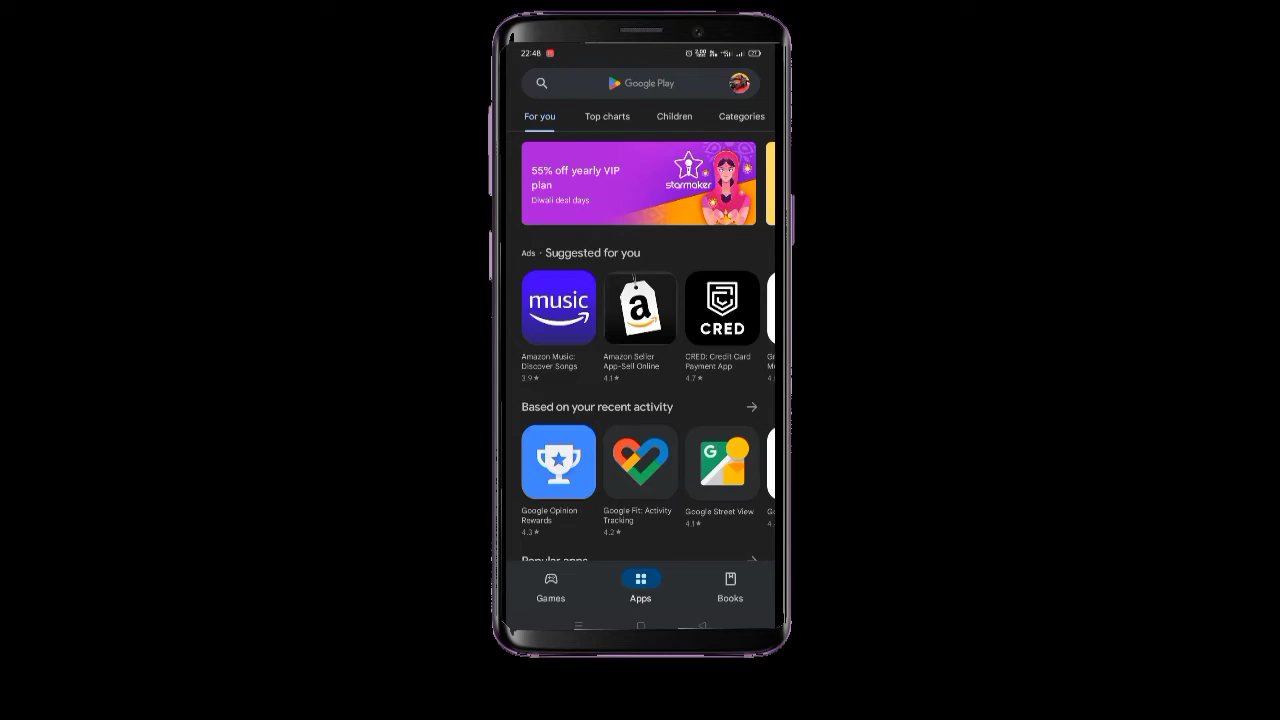 22:48
Google Play
For you
Top charts
Children
Categories
55% off yearly VIP
plan
Diwali deal days
starmaker
Ads · Suggested for you
music
a
CRED
Amazon Music:
Discover Songs
3.9★
Amazon Seller
App-Sell Online
4.1★
CRED: Credit Card
Payment App
4.7★
Based on your recent activity
G
Google Opinion
Rewards
4.3★
Google Fit: Activity
Tracking
4.2★
Google Street View
4.1★
Popular apps
Games
Apps
Books